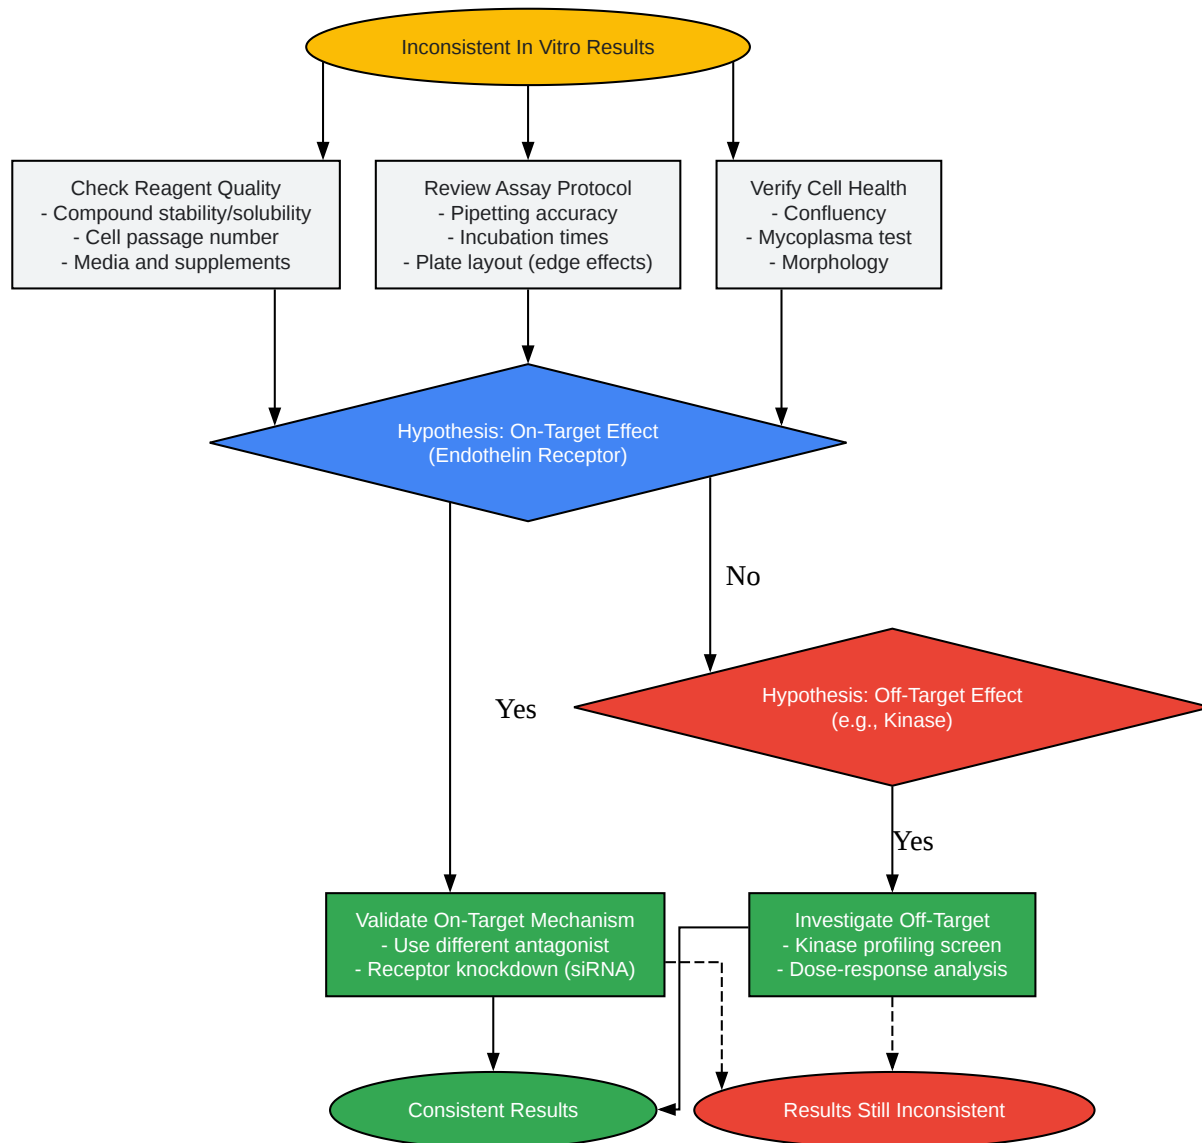 Inconsistent In Vitro Results
Check Reagent Quality
- Compound stability/solubility
- Cell passage number
- Media and supplements
Review Assay Protocol
- Pipetting accuracy
- Incubation times
- Plate layout (edge effects)
Verify Cell Health
- Confluency
- Mycoplasma test
- Morphology
Hypothesis: On-Target Effect
(Endothelin Receptor)
No
Yes
Hypothesis: Off-Target Effect
(e.g., Kinase)
Yes
Validate On-Target Mechanism
- Use different antagonist
- Receptor knockdown (siRNA)
Investigate Off-Target
- Kinase profiling screen
- Dose-response analysis
Consistent Results
Results Still Inconsistent